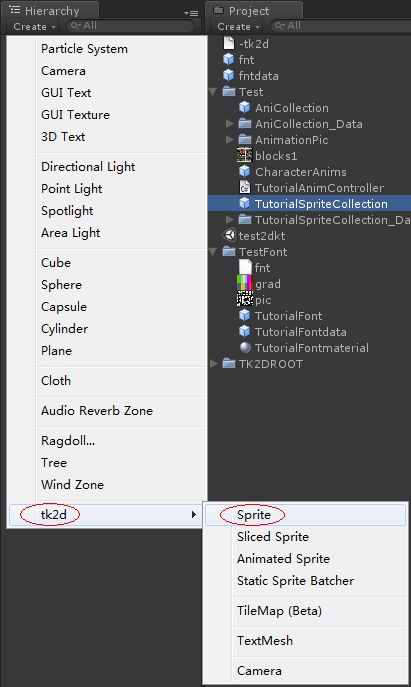 Hierarchy
Create
All
Particle System
Camera
GUI Text
GUI Texture
3D Text
Directional Light
Point Light
Spotlight
Area Light
Cube
Sphere
Capsule
Cylinder
Plane
Cloth
Audio Reverb Zone
Ragdoll...
Tree
Wind Zone
tk2d
Project
Create
All
-tk2d
fnt
fntdata
Test
AniCollection
AniCollection_Data
AnimationPic
blocks1
CharacterAnims
TutorialAnimController
TutorialSpriteCollection
TutorialSpriteCollection_Da
test2dkt
TestFont
fnt
grad
pic
TutorialFont
TutorialFontdata
TutorialFontmaterial
TK2DROOT
Sprite
Sliced Sprite
Animated Sprite
Static Sprite Batcher
TileMap (Beta)
TextMesh
Camera